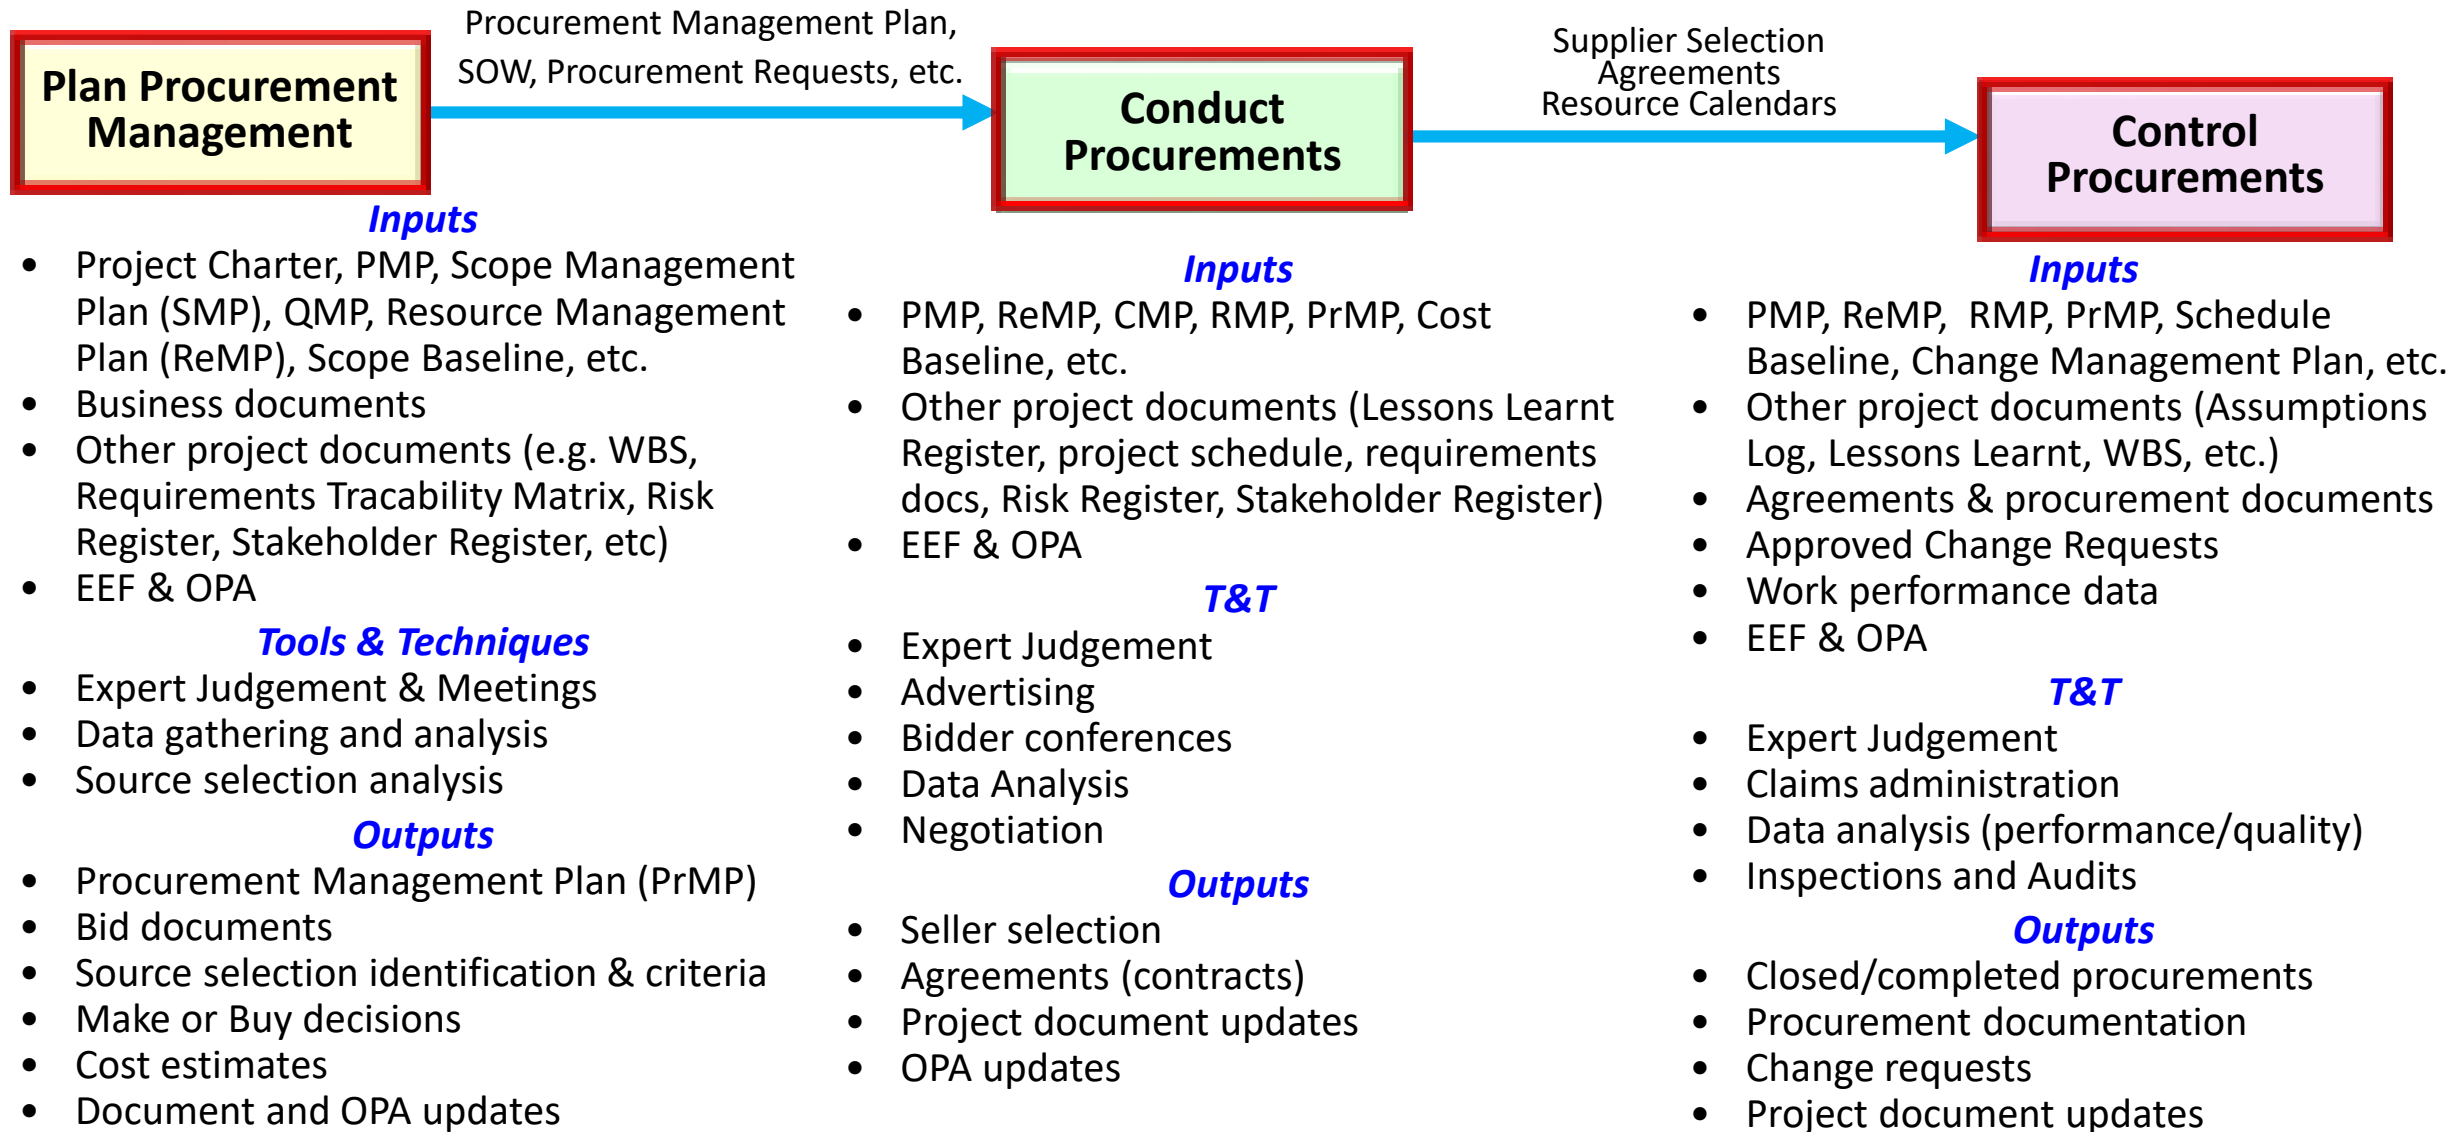 Plan Procurement
Management
Procurement Management Plan,
SOW, Procurement Requests, etc.
Conduct
Procurements
Supplier Selection
Agreements
Resource Calendars
Control
Procurements
Inputs
• Project Charter, PMP, Scope Management
Plan (SMP), QMP, Resource Management
Plan (ReMP), Scope Baseline, etc.
• Business documents
• Other project documents (e.g. WBS,
Requirements Tracability Matrix, Risk
Register, Stakeholder Register, etc)
• EEF & OPA
Tools & Techniques
• Expert Judgement & Meetings
• Data gathering and analysis
• Source selection analysis
Outputs
• Procurement Management Plan (PrMP)
• Bid documents
• Source selection identification & criteria
• Make or Buy decisions
• Cost estimates
• Document and OPA updates
Inputs
• PMP, ReMP, CMP, RMP, PrMP, Cost
Baseline, etc.
• Other project documents (Lessons Learnt
Register, project schedule, requirements
docs, Risk Register, Stakeholder Register)
• EEF & OPA
T&T
• Expert Judgement
• Advertising
• Bidder conferences
• Data Analysis
• Negotiation
Outputs
• Seller selection
• Agreements (contracts)
• Project document updates
• OPA updates
Inputs
• PMP, ReMP, RMP, PrMP, Schedule
Baseline, Change Management Plan, etc.
• Other project documents (Assumptions
Log, Lessons Learnt, WBS, etc.)
• Agreements & procurement documents
• Approved Change Requests
• Work performance data
• EEF & OPA
T&T
• Expert Judgement
• Claims administration
• Data analysis (performance/quality)
• Inspections and Audits
Outputs
• Closed/completed procurements
• Procurement documentation
• Change requests
• Project document updates